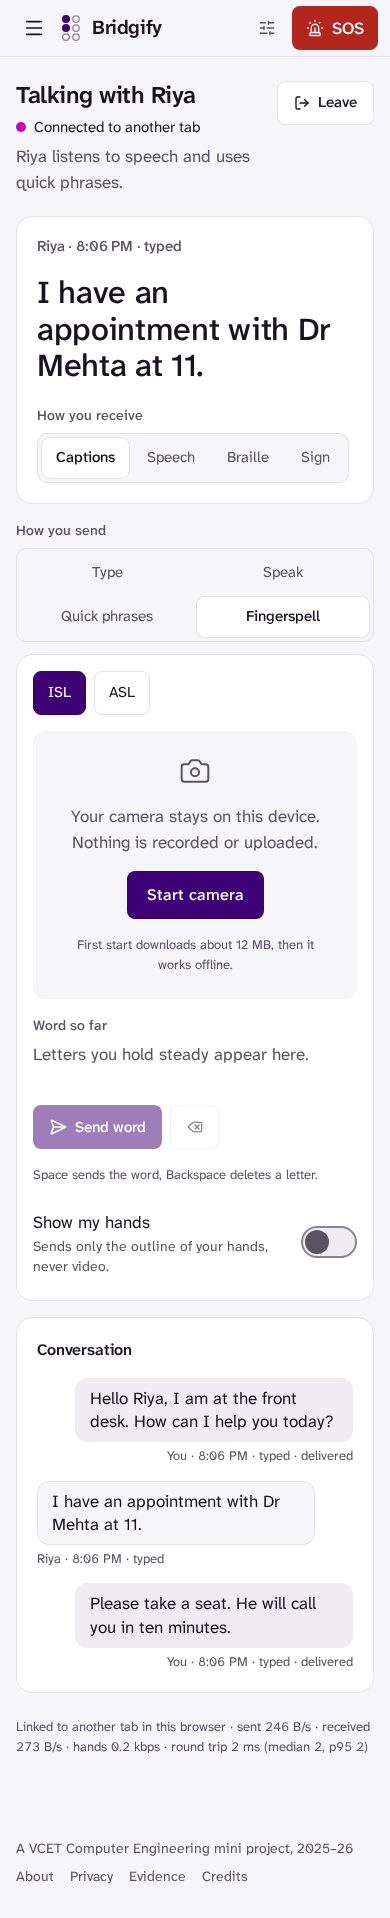 Bridgify
SOS
Talking with Riya
Leave
Connected to another tab
Riya listens to speech and uses
quick phrases.
Riya · 8:06 PM · typed
I have an
appointment with Dr
Mehta at 11.
How you receive
Captions Speech Braille Sign
How you send
Type Speak
Quick phrases Fingerspell
ISL ASL
Your camera stays on this device.
Nothing is recorded or uploaded.
Start camera
First start downloads about 12 MB, then it
works offline.
Word so far
Letters you hold steady appear here.
Send word
Space sends the word, Backspace deletes a letter.
Show my hands
Sends only the outline of your hands,
never video.
Conversation
Hello Riya, I am at the front
desk. How can I help you today?
You · 8:06 PM · typed · delivered
I have an appointment with Dr
Mehta at 11.
Riya · 8:06 PM · typed
Please take a seat. He will call
you in ten minutes.
You · 8:06 PM · typed · delivered
Linked to another tab in this browser · sent 246 B/s · received
273 B/s · hands 0.2 kbps · round trip 2 ms (median 2, p95 2)
A VCET Computer Engineering mini project, 2025–26
About Privacy Evidence Credits